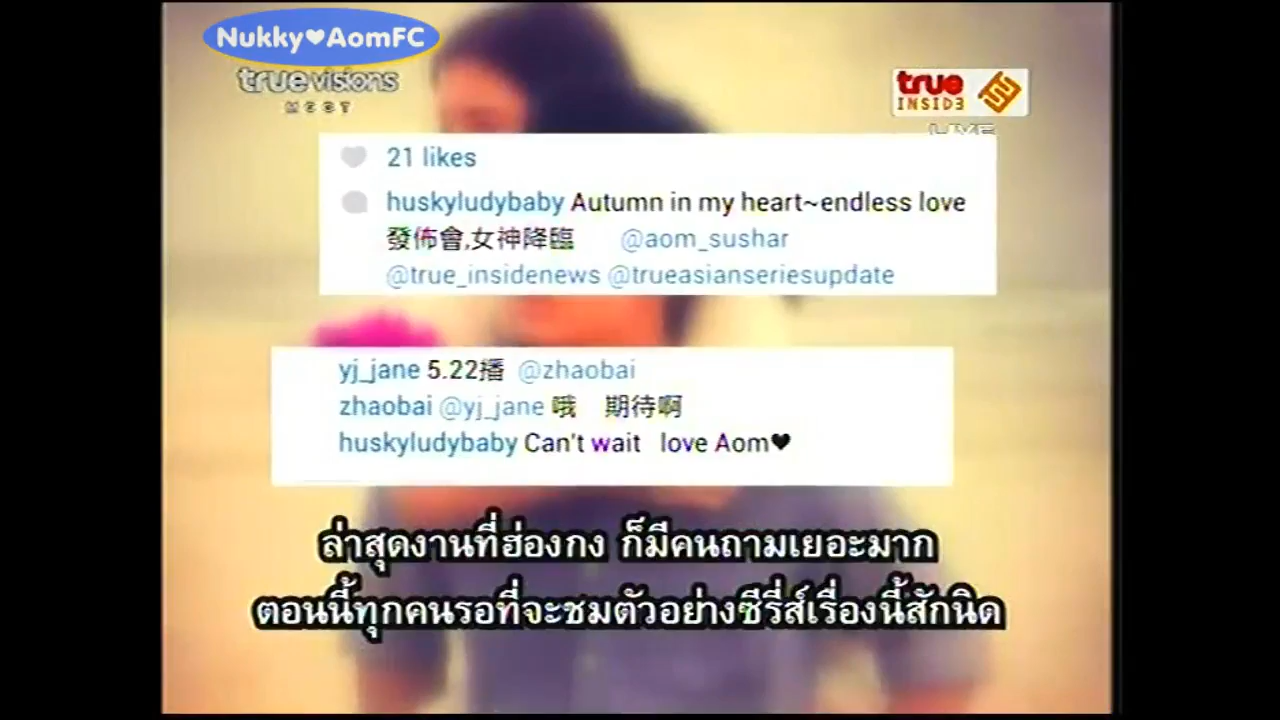 Nukky♥AomFC
true visions
MCOT
true
INSIDE
LIVE
21 likes
huskyludybaby Autumn in my heart~endless love
發佈會,女神降臨 @aom_sushar
@true_insidenews @trueasianseriesupdate
yj_jane 5.22播 @zhaobai
zhaobai @yj_jane 哦 期待啊
huskyludybaby Can't wait love Aom♥
ล่าสุดงานที่ฮ่องกง ก็มีคนถามเยอะมาก
ตอนนี้ทุกคนรอที่จะชมตัวอย่างซีรี่ส์เรื่องนี้สักนิด